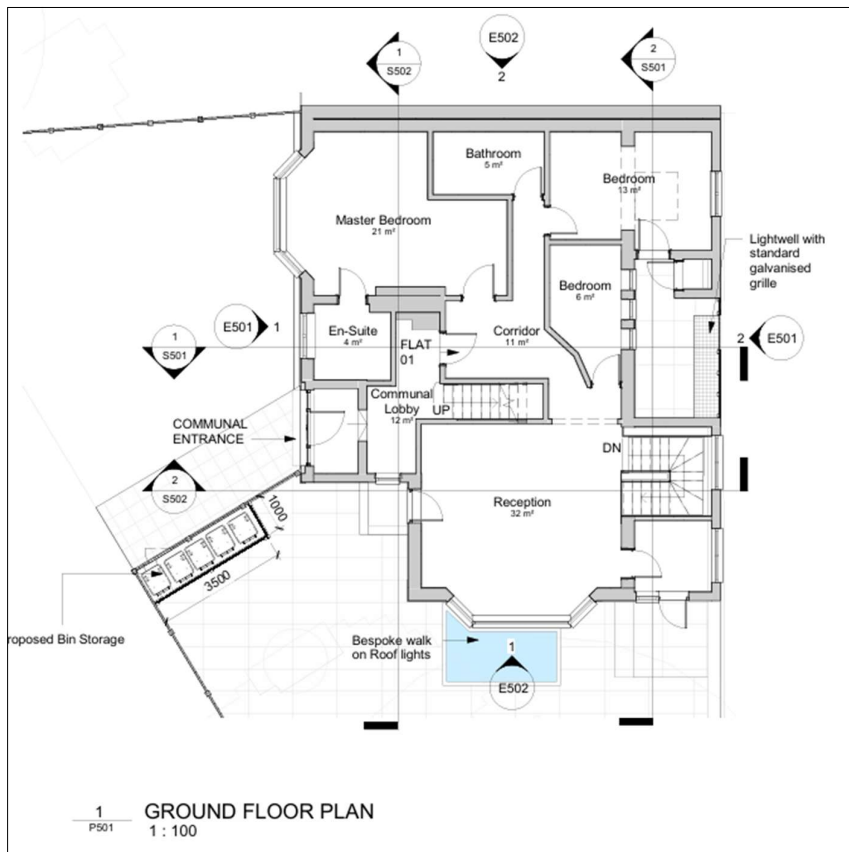 E502
2
1
S502
2
S501
Bathroom
5 m²
Bedroom
13 m²
Master Bedroom
21 m²
Lightwell with
standard
galvanised
grille
Bedroom
6 m²
E501
1
En-Suite
4 m²
FLAT
01
Corridor
11 m²
1
S501
2
E501
Communal
Lobby
12 m²
UP
COMMUNAL
ENTRANCE
DN
2
S502
Reception
32 m²
1000
3500
roposed Bin Storage
Bespoke walk
on Roof lights
1
E502
1
P501
GROUND FLOOR PLAN
1 : 100